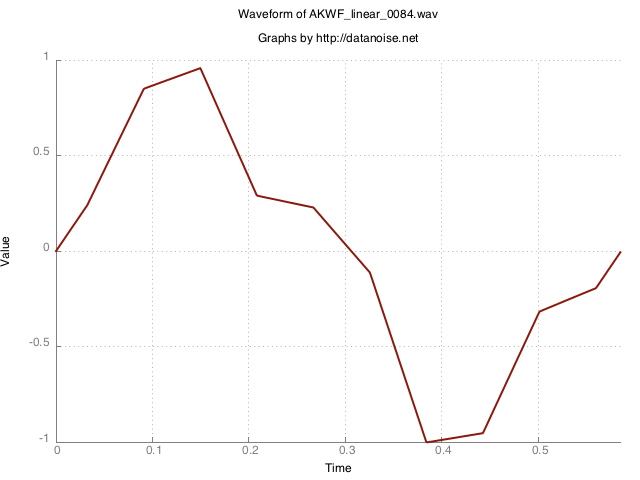 Waveform of AKWF_linear_0084.wav
Graphs by http://datanoise.net
1
0.5
0
-0.5
-1
Value
0 0.1 0.2 0.3 0.4 0.5
Time